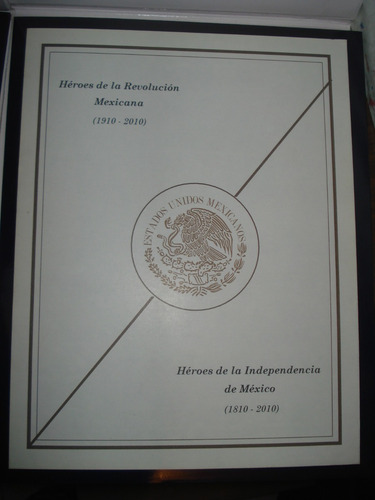 Héroes de la Revolución
Mexicana
(1910 - 2010)
ESTADOS UNIDOS MEXICANOS
Héroes de la Independencia
de México
(1810 - 2010)